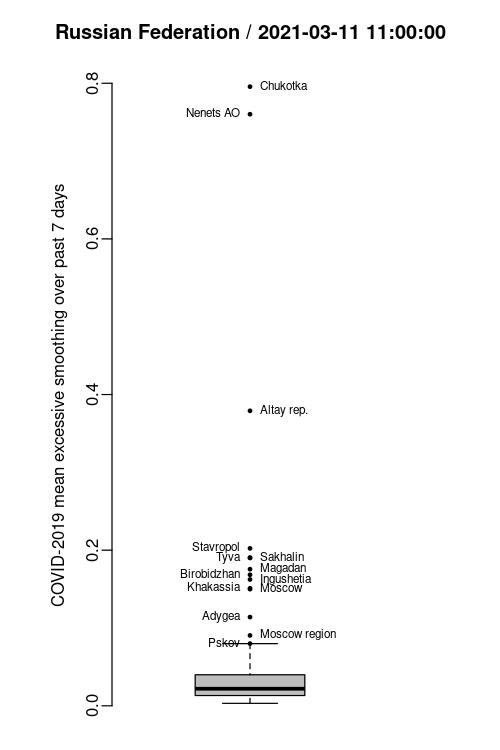 Russian Federation / 2021-03-11 11:00:00
COVID-2019 mean excessive smoothing over past 7 days
0.8
0.6
0.4
0.2
0.0
Chukotka
Nenets AO
Altay rep.
Stavropol
Tyva
Sakhalin
Magadan
Birobidzhan
Ingushetia
Khakassia
Moscow
Adygea
Moscow region
Pskov